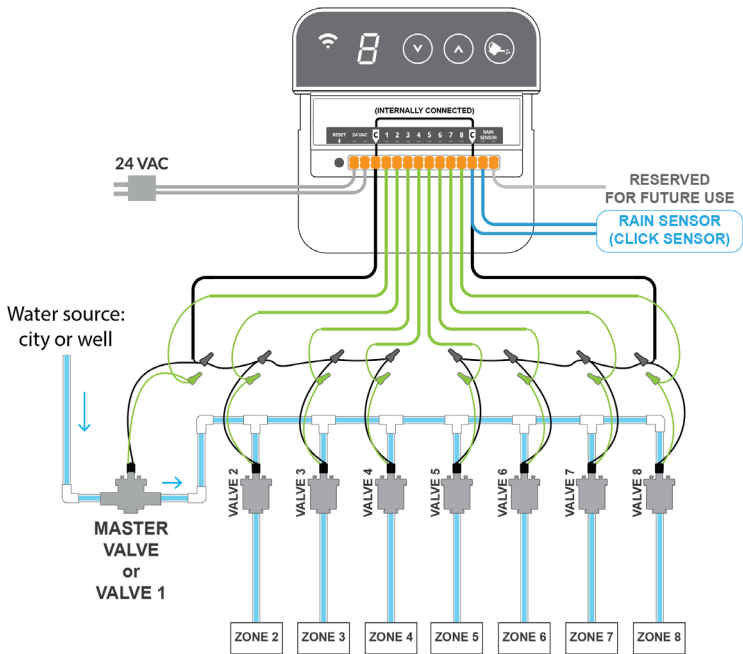 8
(INTERNALLY CONNECTED)
RESET 24 VAC C 1 2 3 4 5 6 7 8 C RAIN SENSOR
24 VAC
RESERVED
FOR FUTURE USE
RAIN SENSOR
(CLICK SENSOR)
Water source:
city or well
MASTER
VALVE
or
VALVE 1
VALVE 2
VALVE 3
VALVE 4
VALVE 5
VALVE 6
VALVE 7
VALVE 8
ZONE 2
ZONE 3
ZONE 4
ZONE 5
ZONE 6
ZONE 7
ZONE 8